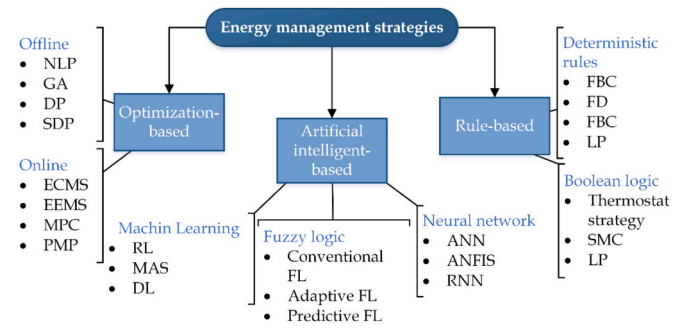 Energy management strategies
Offline
• NLP
• GA
• DP
• SDP
Optimization-
based
Online
• ECMS
• EEMS
• MPC
• PMP
Artificial
intelligent-
based
Machin Learning
• RL
• MAS
• DL
Fuzzy logic
• Conventional
FL
• Adaptive FL
• Predictive FL
Neural network
• ANN
• ANFIS
• RNN
Rule-based
Deterministic
rules
• FBC
• FD
• FBC
• LP
Boolean logic
• Thermostat
strategy
• SMC
• LP